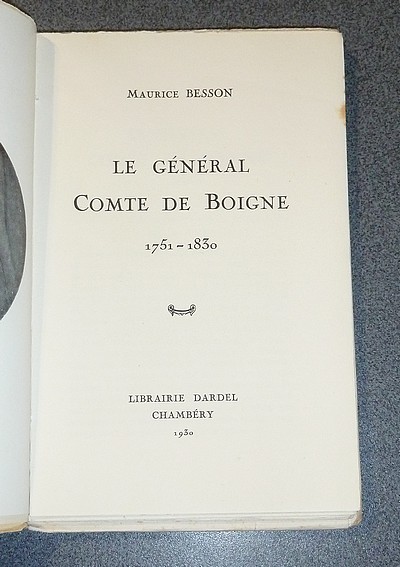 Maurice BESSON
LE GÉNÉRAL
COMTE DE BOIGNE
1751-1830
LIBRAIRIE DARDEL
CHAMBÉRY
1930